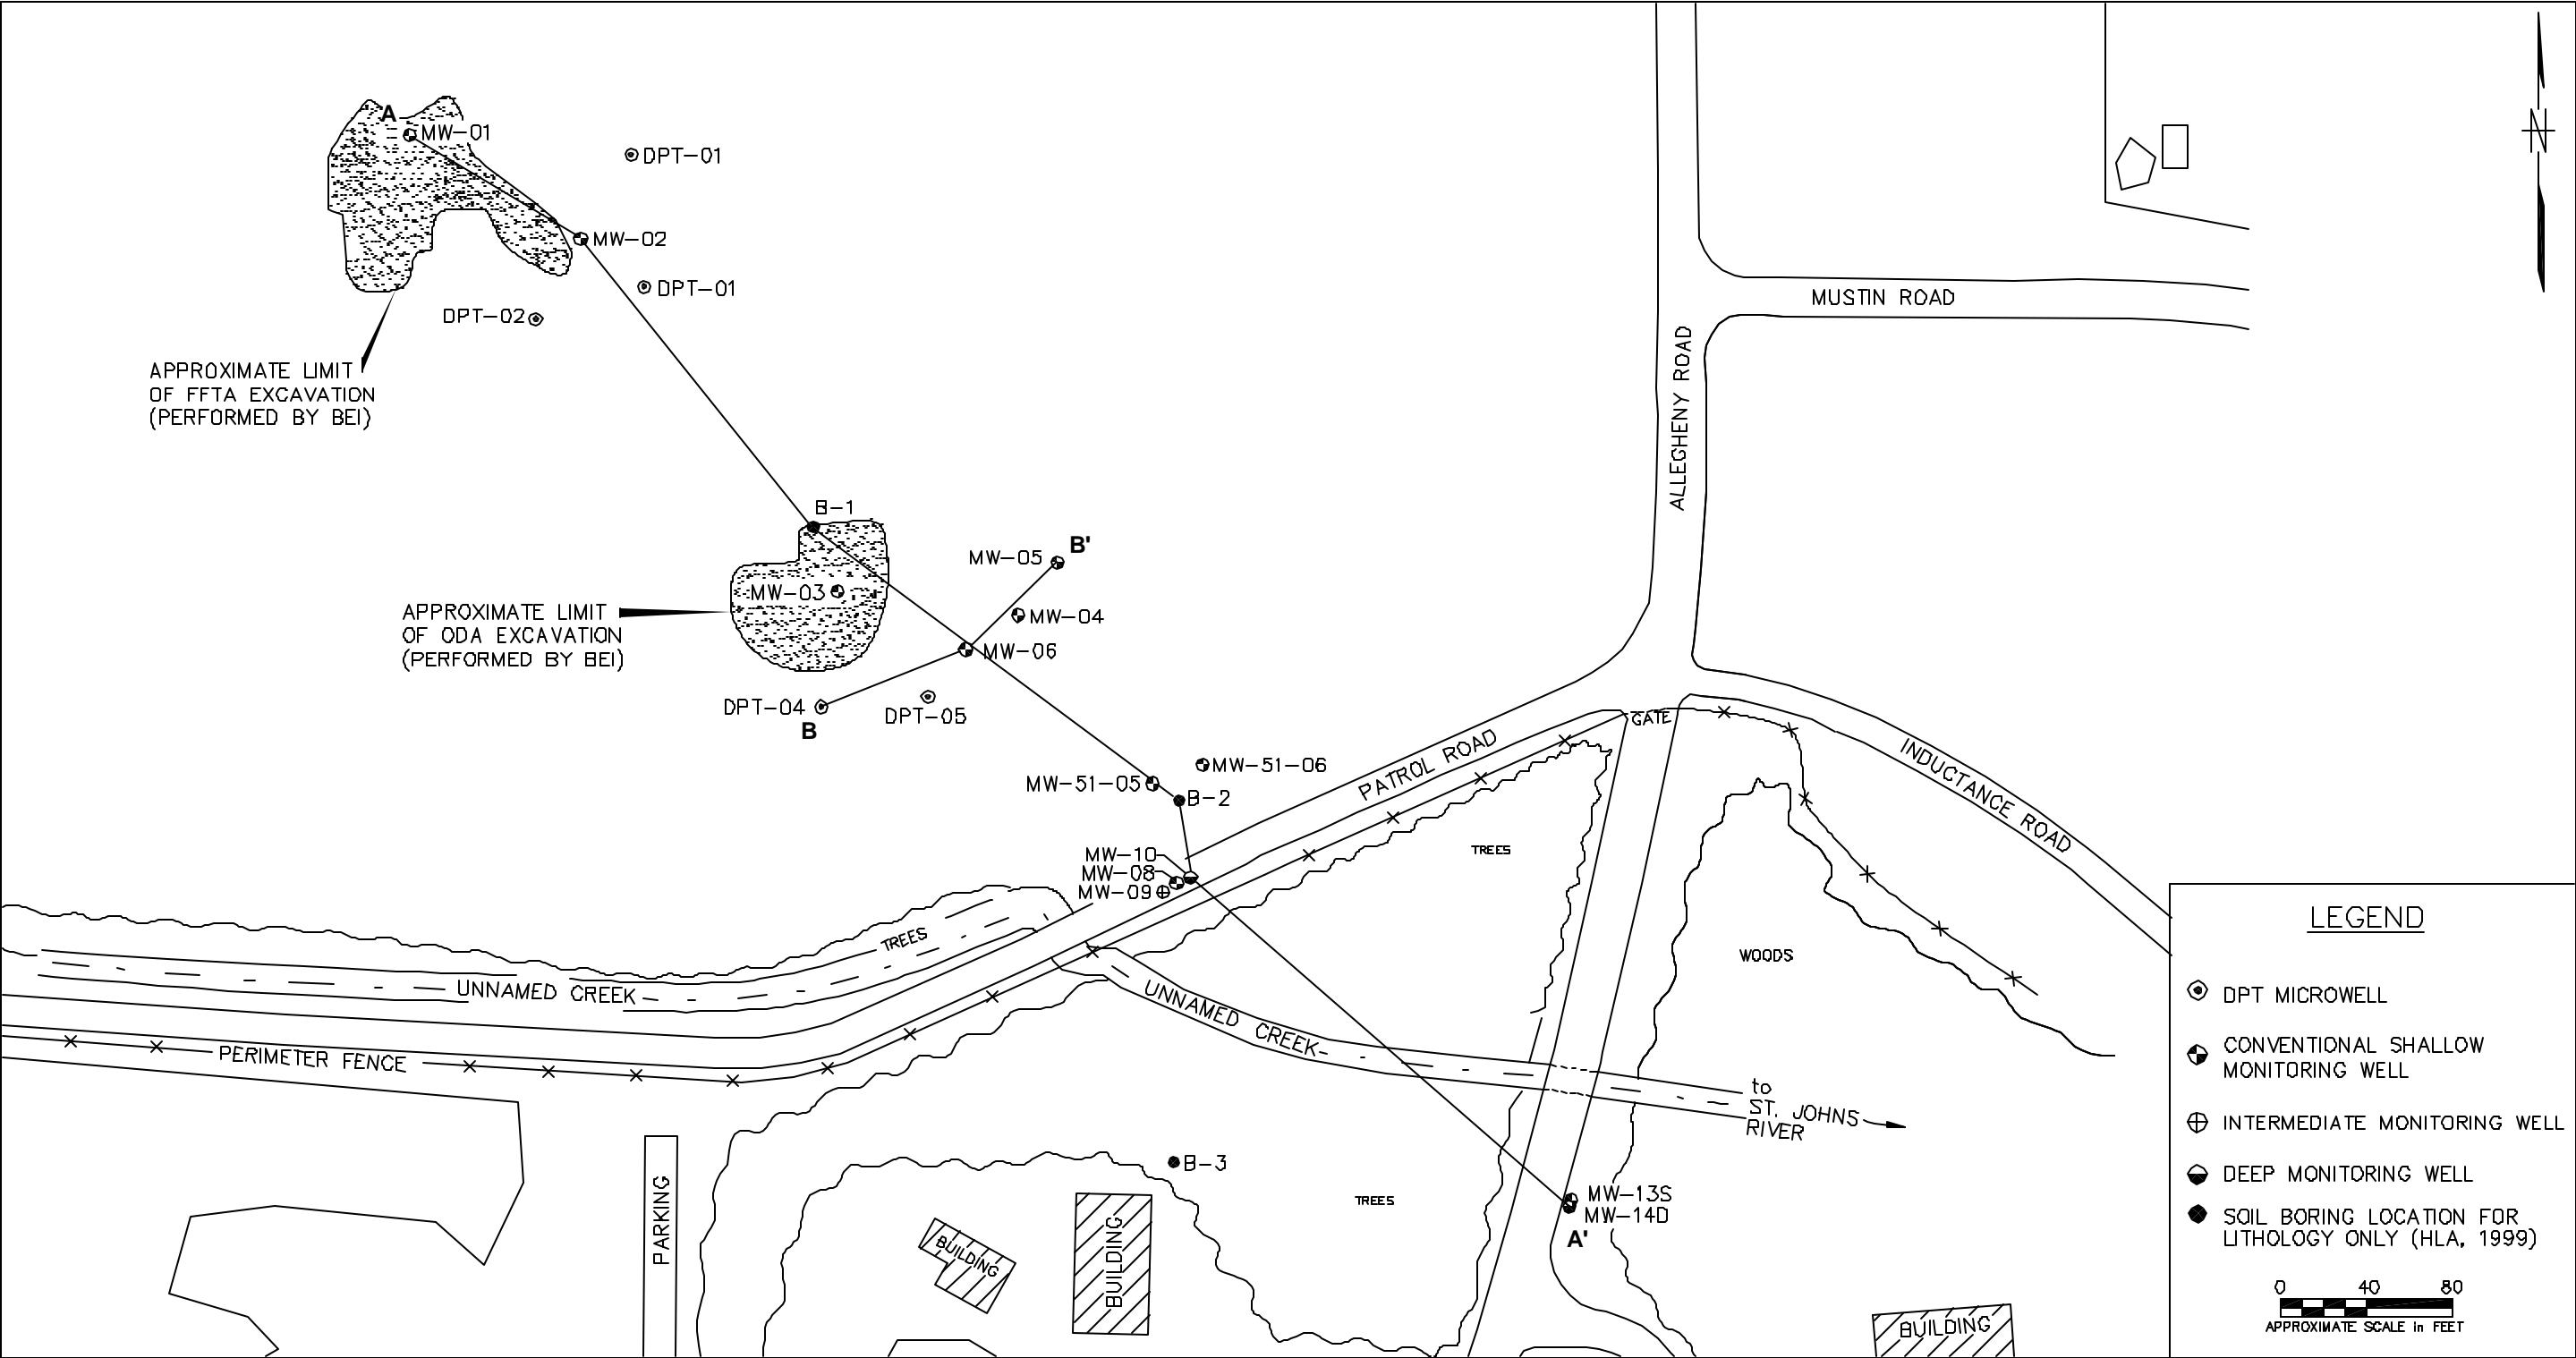 A
MW-01
DPT-01
MW-02
DPT-01
DPT-02
APPROXIMATE LIMIT
OF FFTA EXCAVATION
(PERFORMED BY BEI)
N
MUSTIN ROAD
ALLEGHENY ROAD
B-1
MW-05
B'
MW-03
MW-04
APPROXIMATE LIMIT
OF ODA EXCAVATION
(PERFORMED BY BEI)
MW-06
DPT-04
B
DPT-05
MW-51-06
MW-51-05
B-2
GATE
PATROL ROAD
INDUCTANCE ROAD
TREES
MW-10
MW-08
MW-09
TREES
WOODS
UNNAMED CREEK
UNNAMED CREEK
PERIMETER FENCE
to
ST. JOHNS
RIVER
B-3
TREES
PARKING
BUILDING
BUILDING
MW-13S
MW-14D
A'
BUILDING
LEGEND
DPT MICROWELL
CONVENTIONAL SHALLOW
MONITORING WELL
INTERMEDIATE MONITORING WELL
DEEP MONITORING WELL
SOIL BORING LOCATION FOR
LITHOLOGY ONLY (HLA, 1999)
0 40 80
APPROXIMATE SCALE in FEET